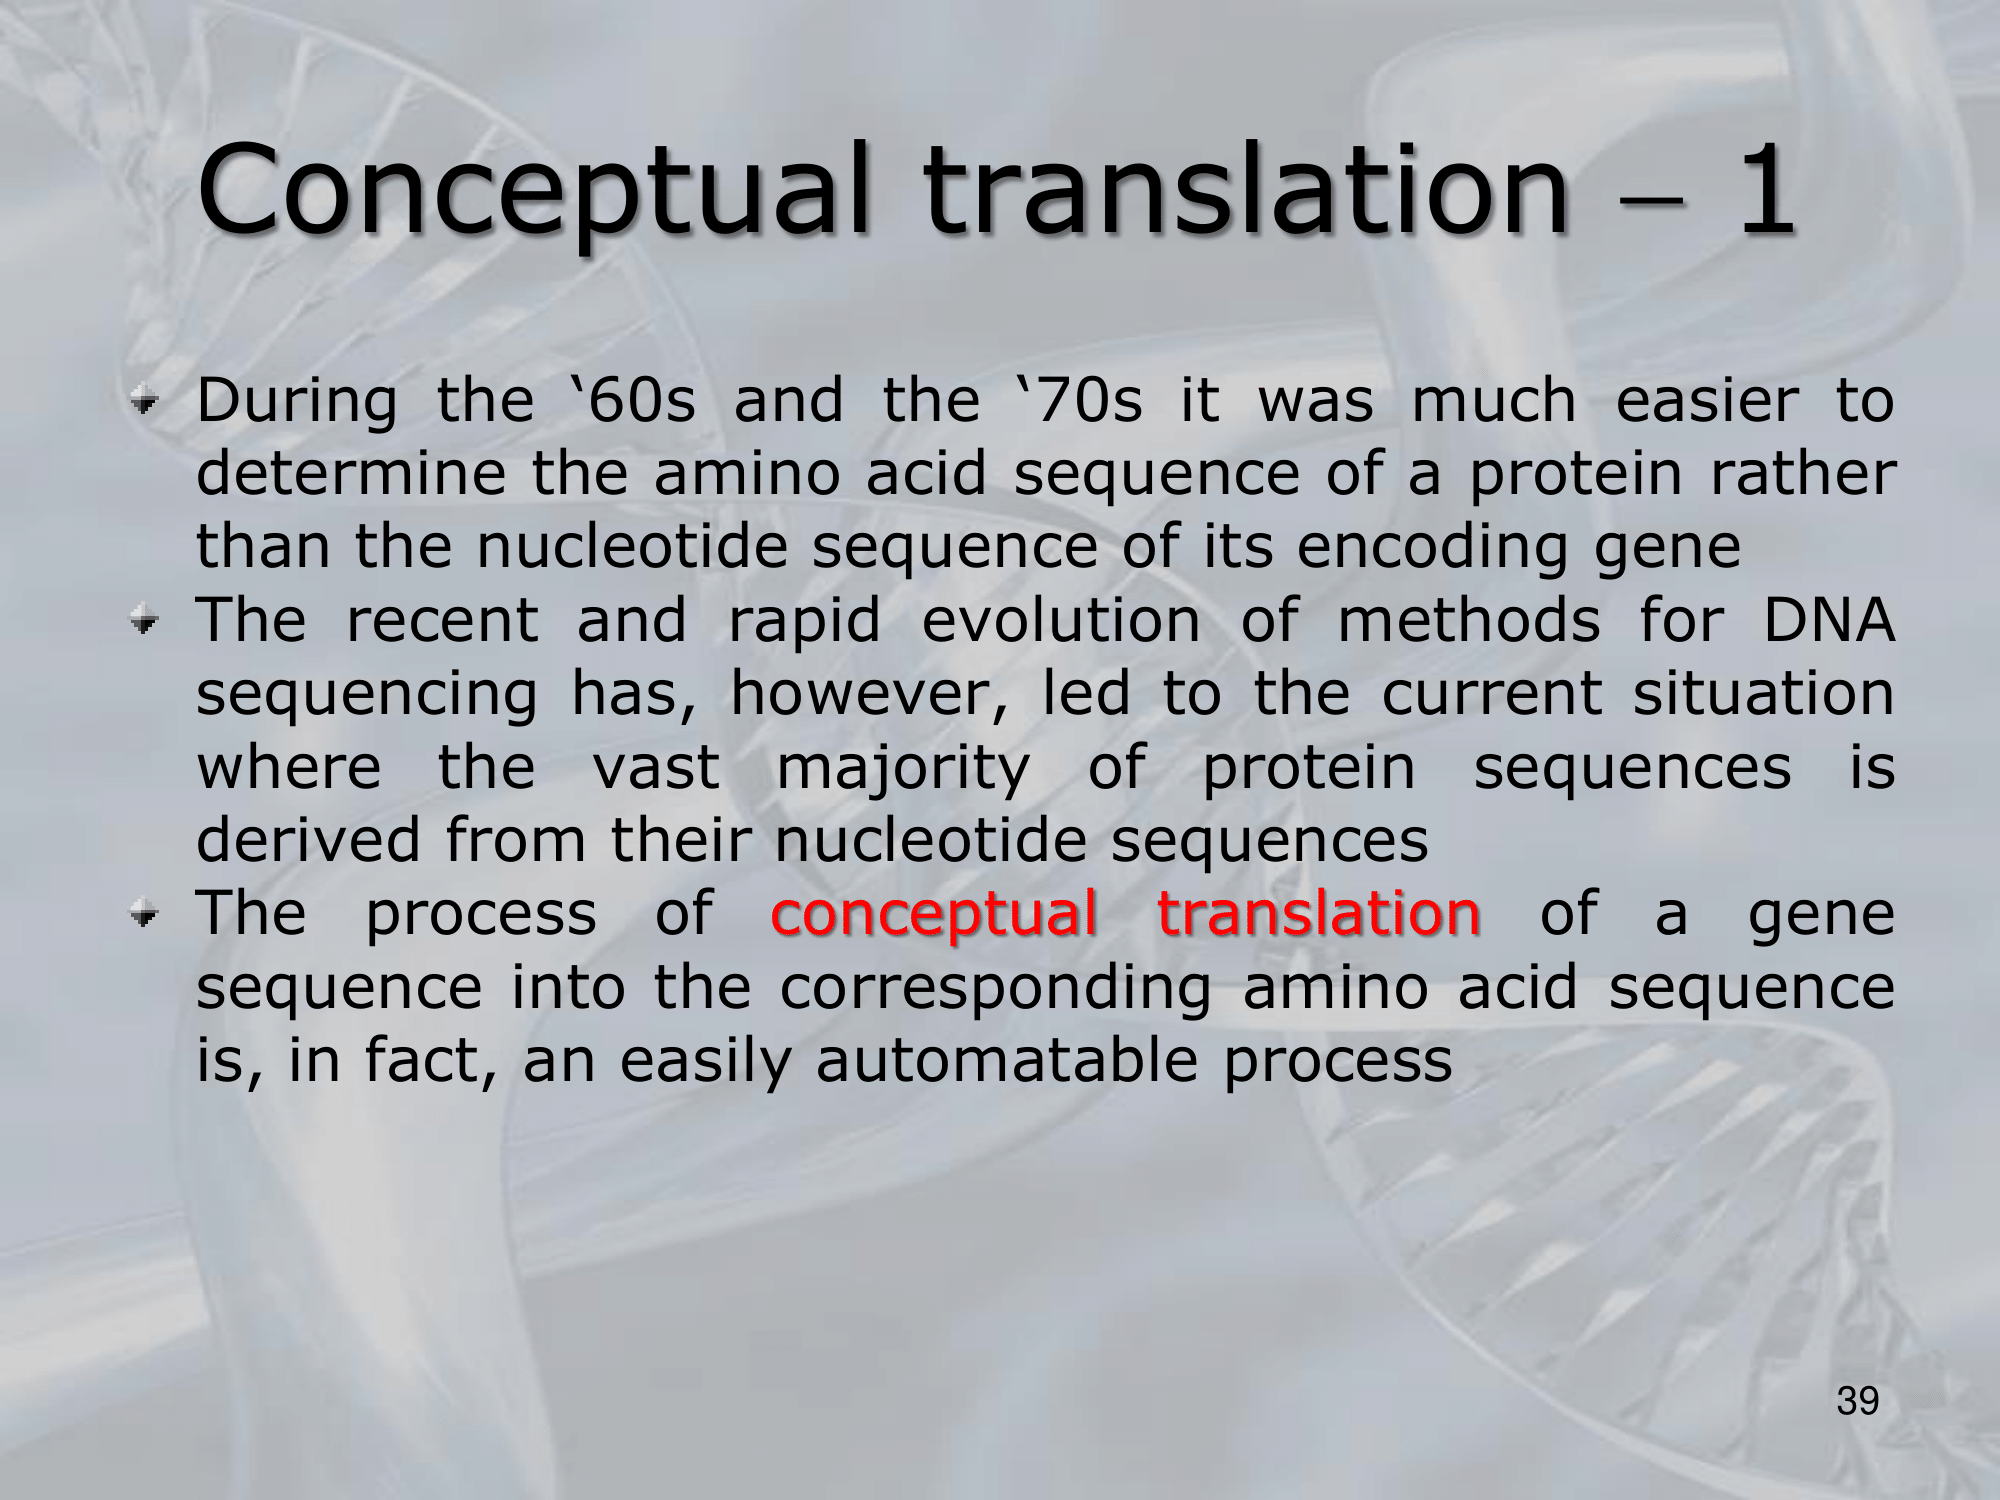 Conceptual translation – 1
During the ‘60s and the ‘70s it was much easier to
determine the amino acid sequence of a protein rather
than the nucleotide sequence of its encoding gene
The recent and rapid evolution of methods for DNA
sequencing has, however, led to the current situation
where the vast majority of protein sequences is
derived from their nucleotide sequences
The process of conceptual translation of a gene
sequence into the corresponding amino acid sequence
is, in fact, an easily automatable process
39